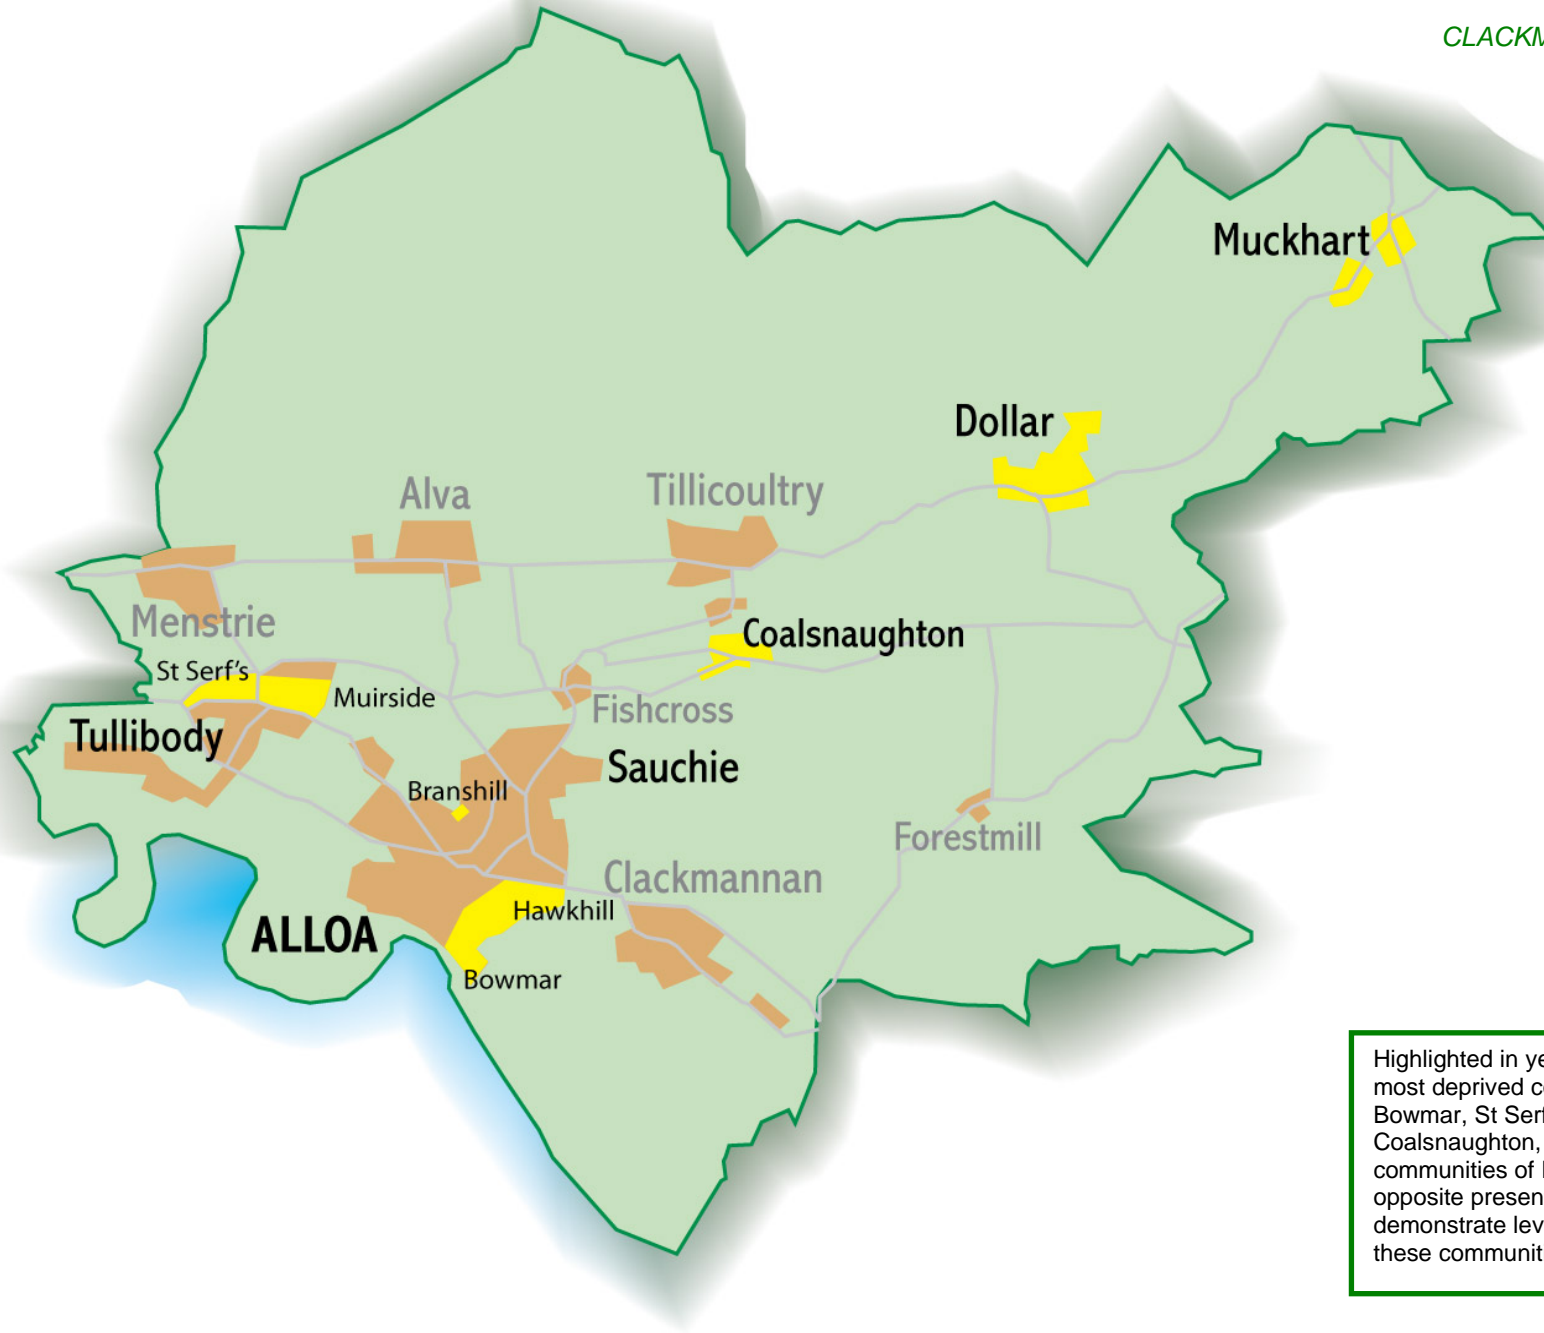 CLACKM
Muckhart
Dollar
Alva
Tillicoultry
Menstrie
Coalsnaughton
St Serf's
Muirside
Fishcross
Tullibody
Sauchie
Branshill
Forestmill
Clackmannan
Hawkhill
ALLOA
Bowmar
Highlighted in ye
most deprived c
Bowmar, St Serf
Coalsnaughton,
communities of
opposite presen
demonstrate lev
these communit